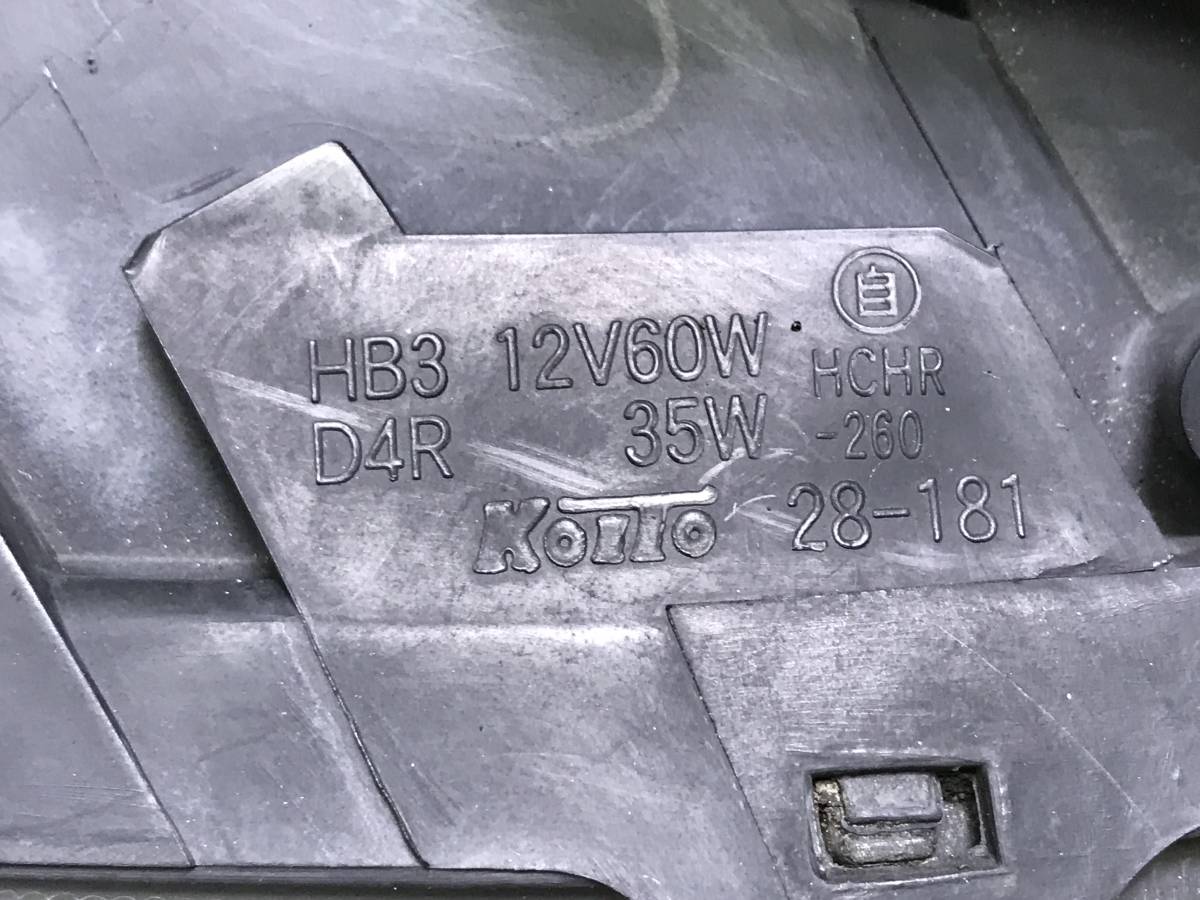 自
HB3 12V60W HCHR
D4R 35W -260
KOITO 28-181